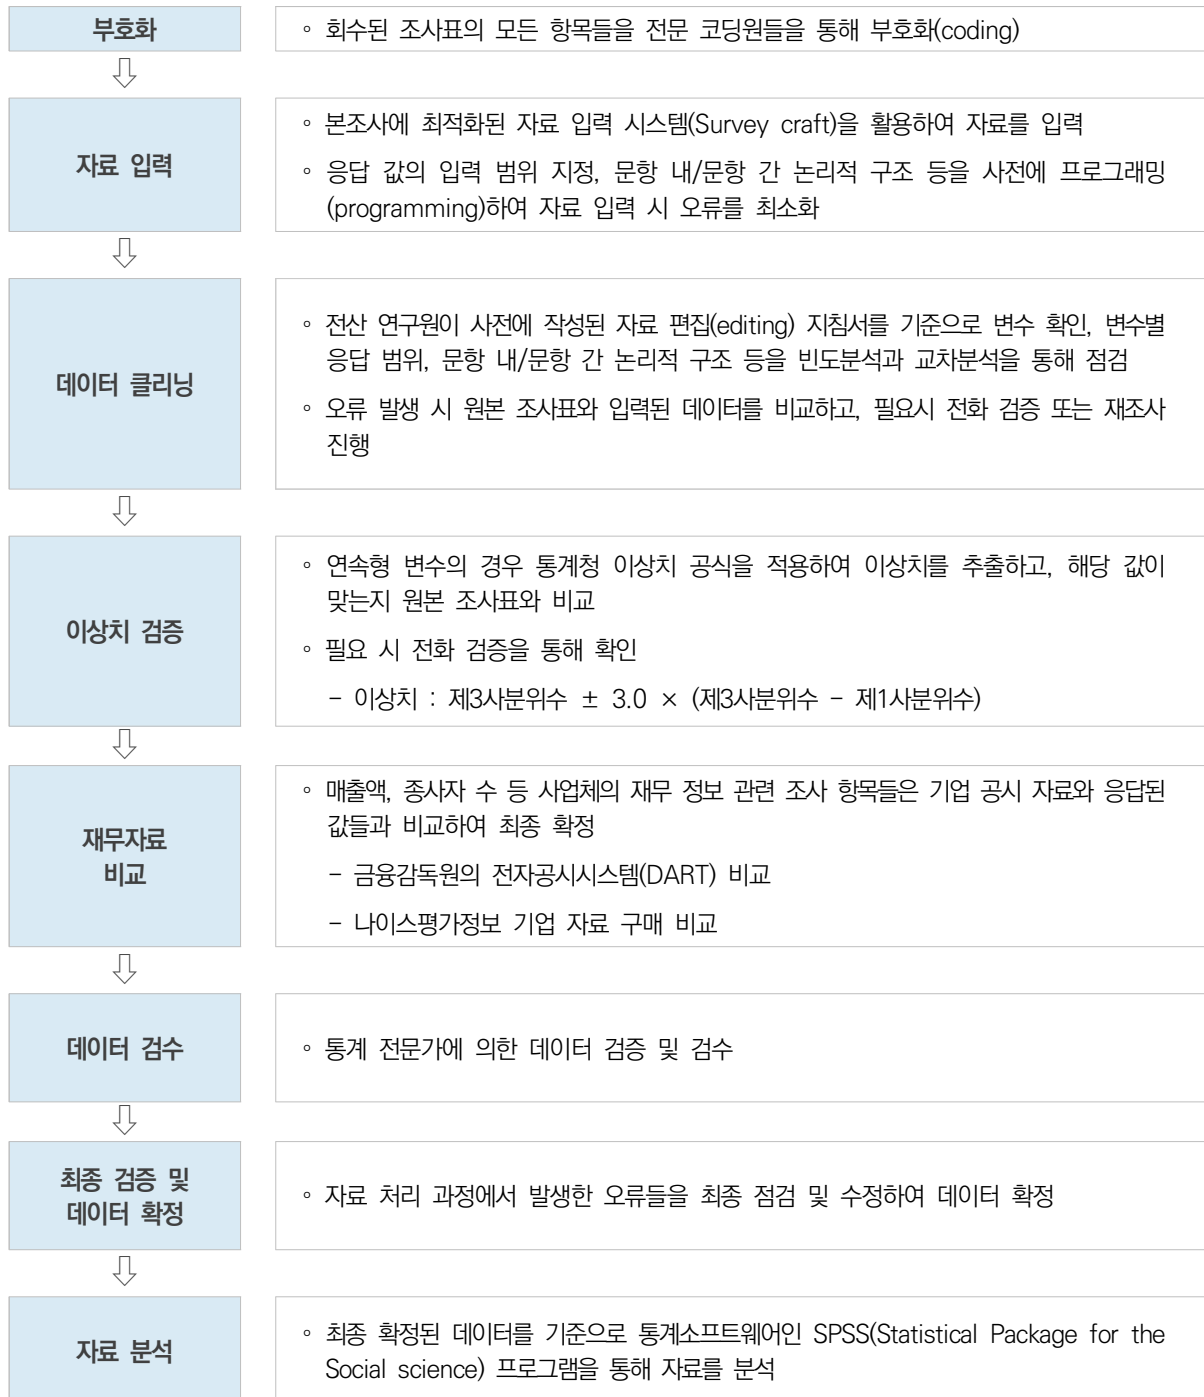 부호화
◦ 회수된 조사표의 모든 항목들을 전문 코딩원들을 통해 부호화(coding)
자료 입력
◦ 본조사에 최적화된 자료 입력 시스템(Survey craft)을 활용하여 자료를 입력
◦ 응답 값의 입력 범위 지정, 문항 내/문항 간 논리적 구조 등을 사전에 프로그래밍
(programming)하여 자료 입력 시 오류를 최소화
데이터 클리닝
◦ 전산 연구원이 사전에 작성된 자료 편집(editing) 지침서를 기준으로 변수 확인, 변수별
응답 범위, 문항 내/문항 간 논리적 구조 등을 빈도분석과 교차분석을 통해 점검
◦ 오류 발생 시 원본 조사표와 입력된 데이터를 비교하고, 필요시 전화 검증 또는 재조사
진행
이상치 검증
◦ 연속형 변수의 경우 통계청 이상치 공식을 적용하여 이상치를 추출하고, 해당 값이
맞는지 원본 조사표와 비교
◦ 필요 시 전화 검증을 통해 확인
- 이상치 : 제3사분위수 ± 3.0 × (제3사분위수 - 제1사분위수)
재무자료
비교
◦ 매출액, 종사자 수 등 사업체의 재무 정보 관련 조사 항목들은 기업 공시 자료와 응답된
값들과 비교하여 최종 확정
- 금융감독원의 전자공시시스템(DART) 비교
- 나이스평가정보 기업 자료 구매 비교
데이터 검수
◦ 통계 전문가에 의한 데이터 검증 및 검수
최종 검증 및
데이터 확정
◦ 자료 처리 과정에서 발생한 오류들을 최종 점검 및 수정하여 데이터 확정
자료 분석
◦ 최종 확정된 데이터를 기준으로 통계소프트웨어인 SPSS(Statistical Package for the
Social science) 프로그램을 통해 자료를 분석